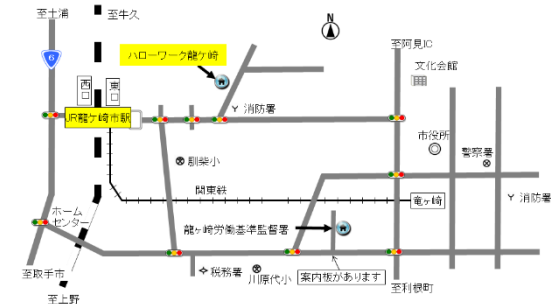 至土浦
至牛久
N
至阿見IC
6
ハローワーク龍ケ崎
文化会館
西口
東口
JR龍ケ崎市駅
消防署
市役所
警察署
馴柴小
関東鉄
竜ヶ崎
消防署
ホーム
センター
龍ヶ崎労働基準監督署
至取手市
税務署
川原代小
案内板があります
至利根町
至上野